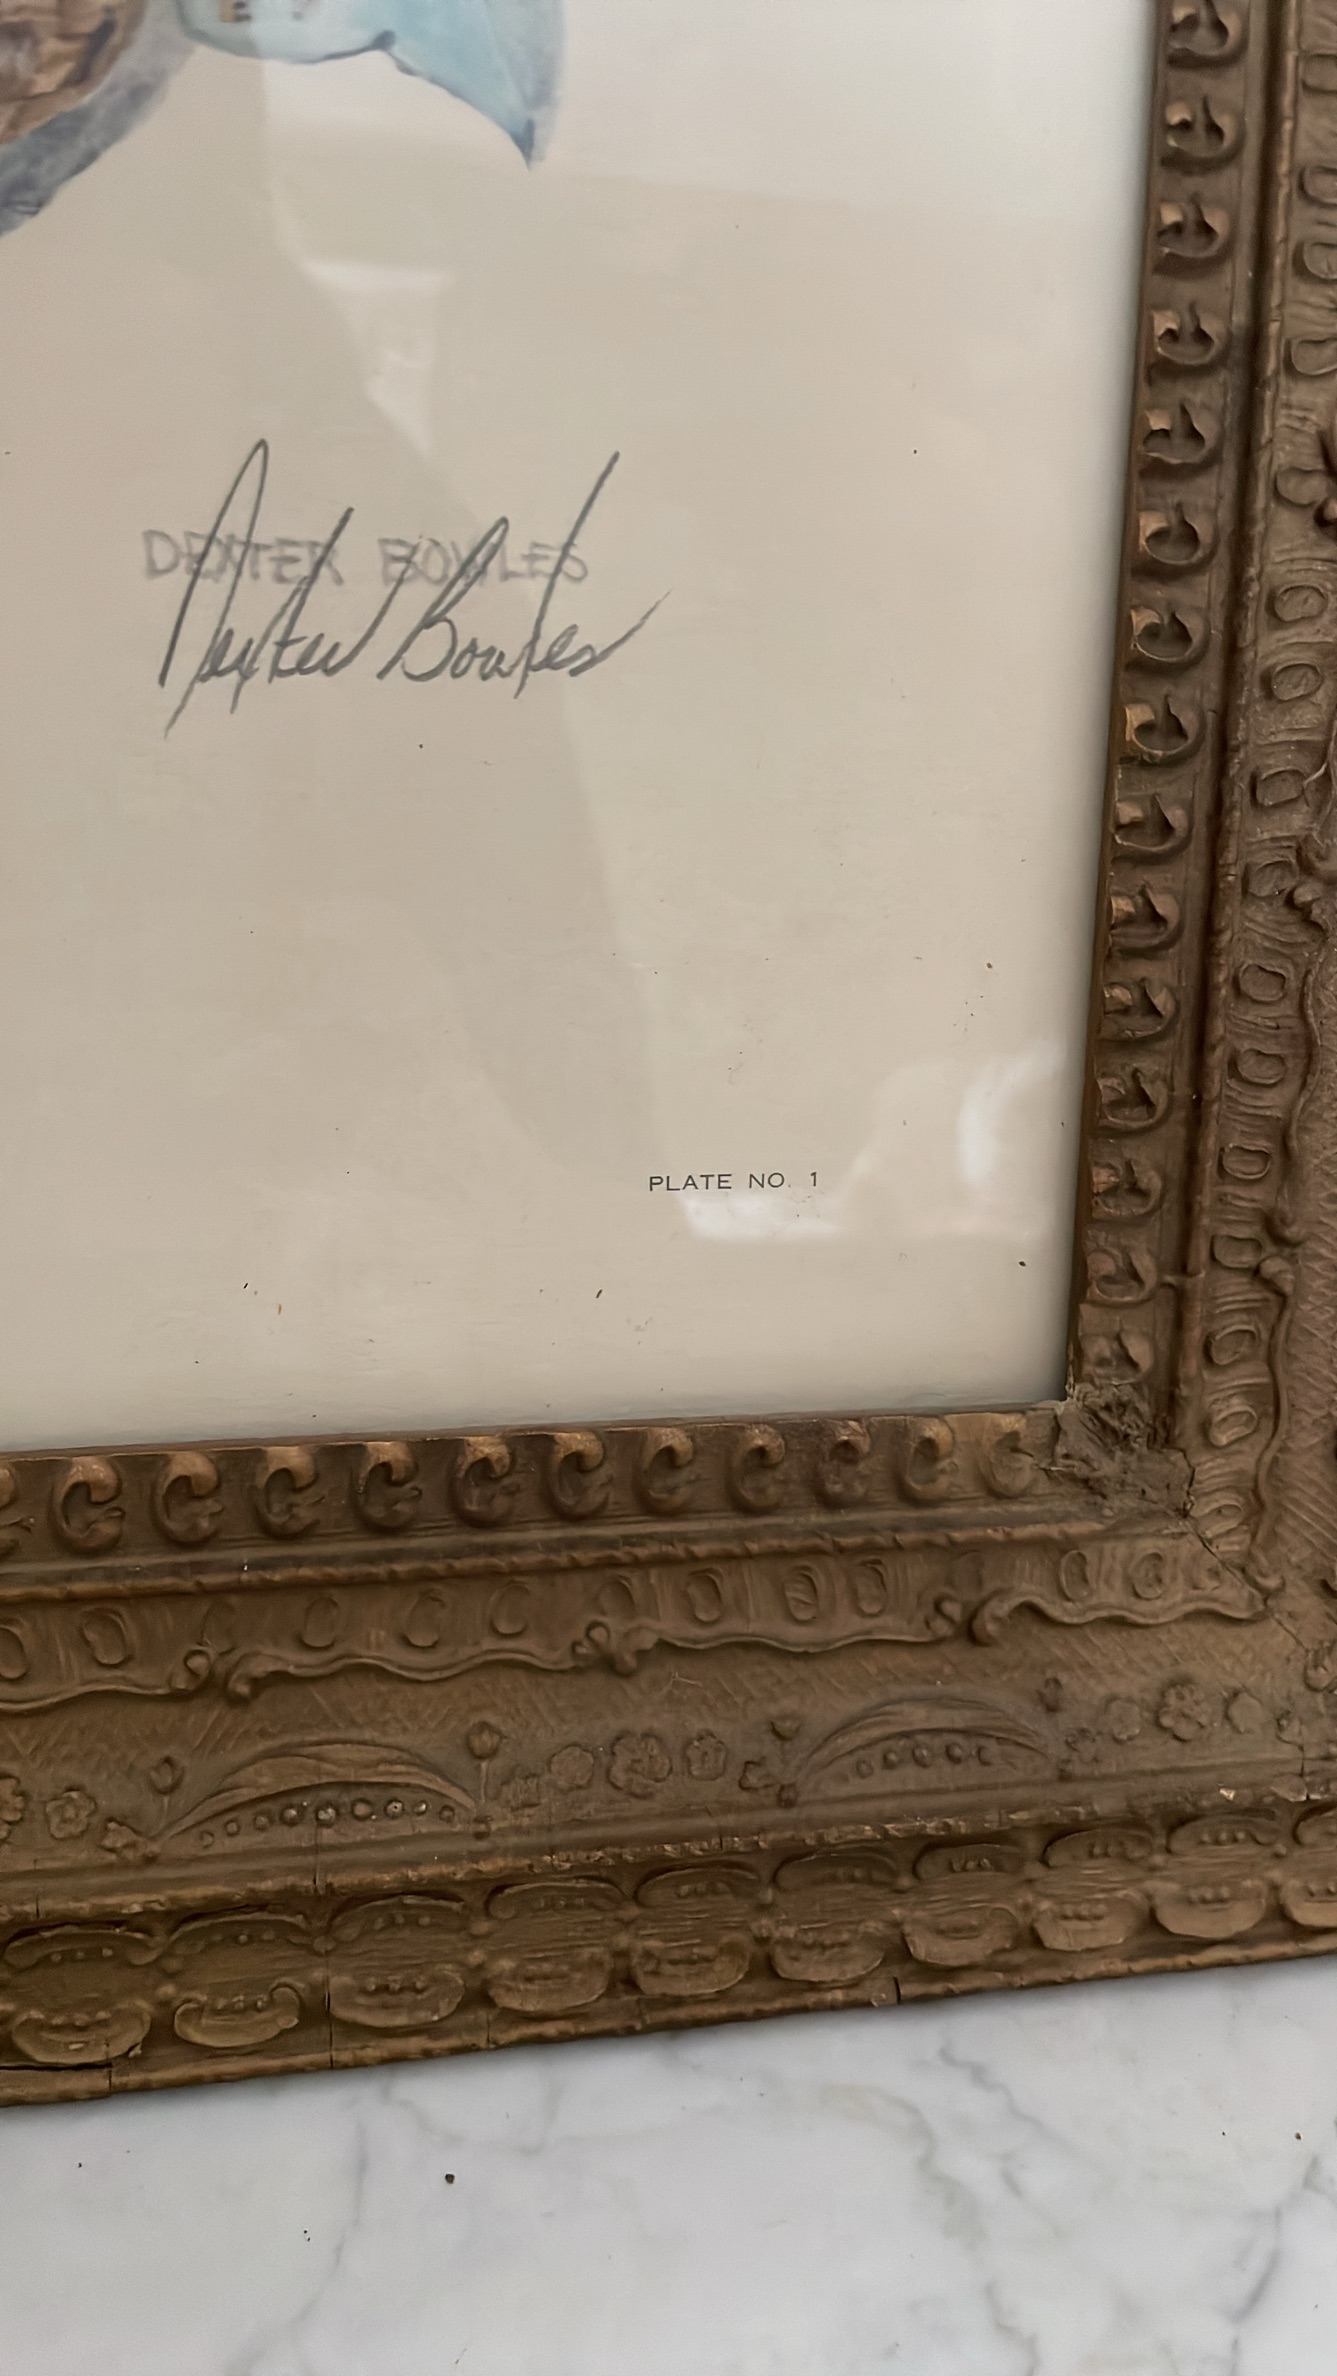 DEXTER BOWLES
Dexter Bowles
PLATE NO. 1